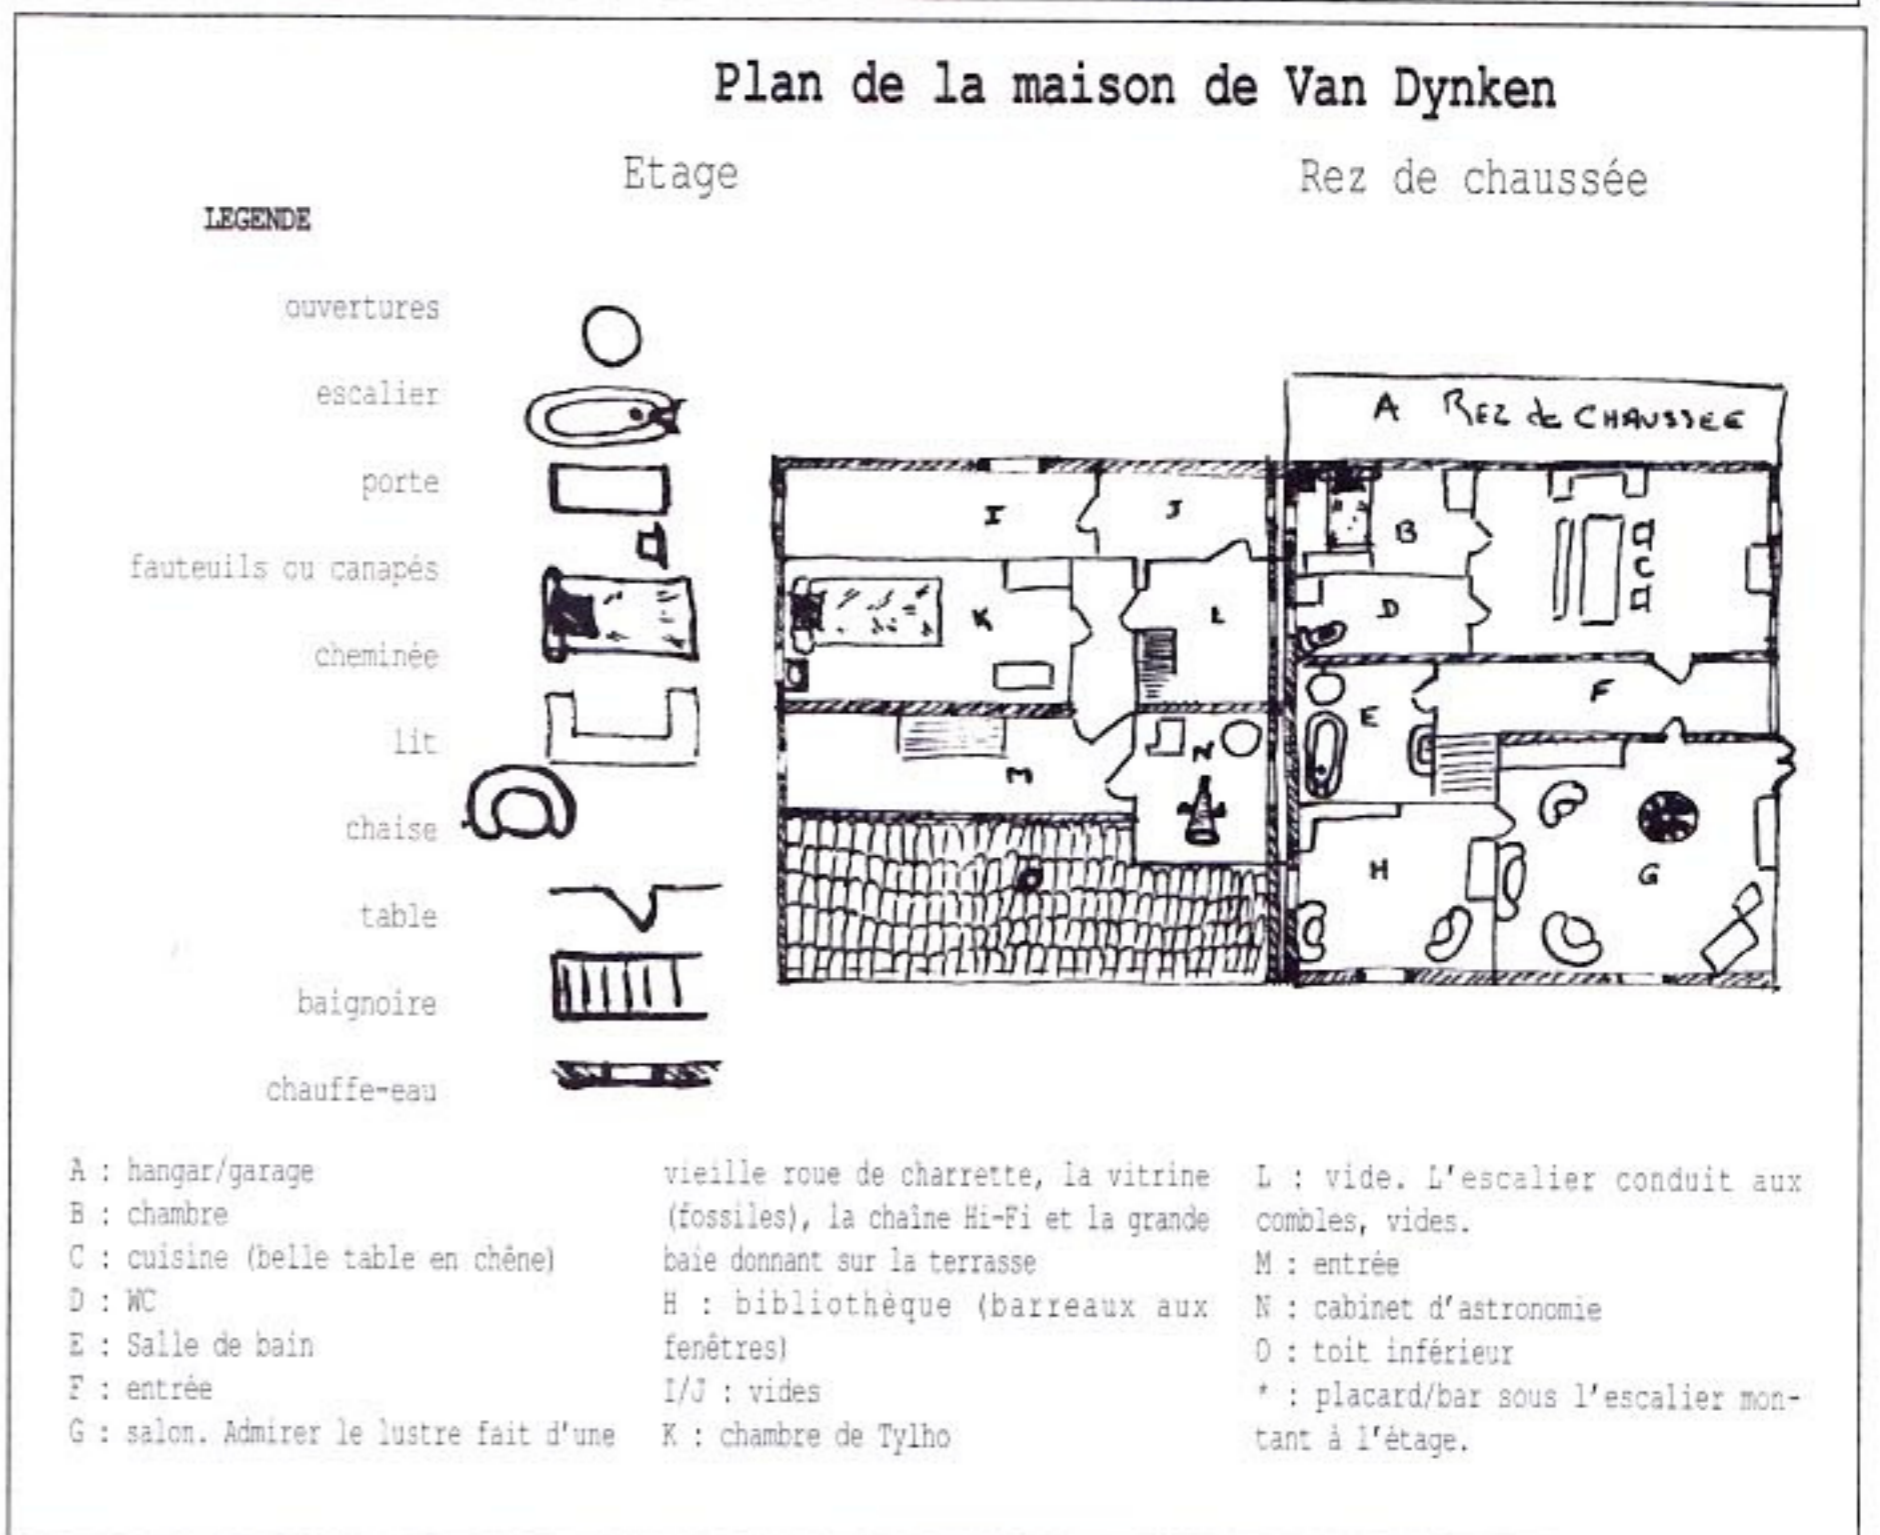 Plan de la maison de Van Dynken
Etage
Rez de chaussée
LEGENDE
ouvertures
escalier
porte
fauteuils ou canapés
cheminée
lit
chaise
table
baignoire
chauffe-eau
A REZ de CHAUSSEE
I
J
K
L
M
N
O
B
C
D
E
F
G
H
A : hangar/garage
B : chambre
C : cuisine (belle table en chêne)
D : WC
E : Salle de bain
F : entrée
G : salon. Admirer le lustre fait d'une
vieille roue de charrette, la vitrine
(fossiles), la chaîne Hi-Fi et la grande
baie donnant sur la terrasse
H : bibliothèque (barreaux aux
fenêtres)
I/J : vides
K : chambre de Tylho
L : vide. L'escalier conduit aux
combles, vides.
M : entrée
N : cabinet d'astronomie
O : toit inférieur
* : placard/bar sous l'escalier mon-
tant à l'étage.